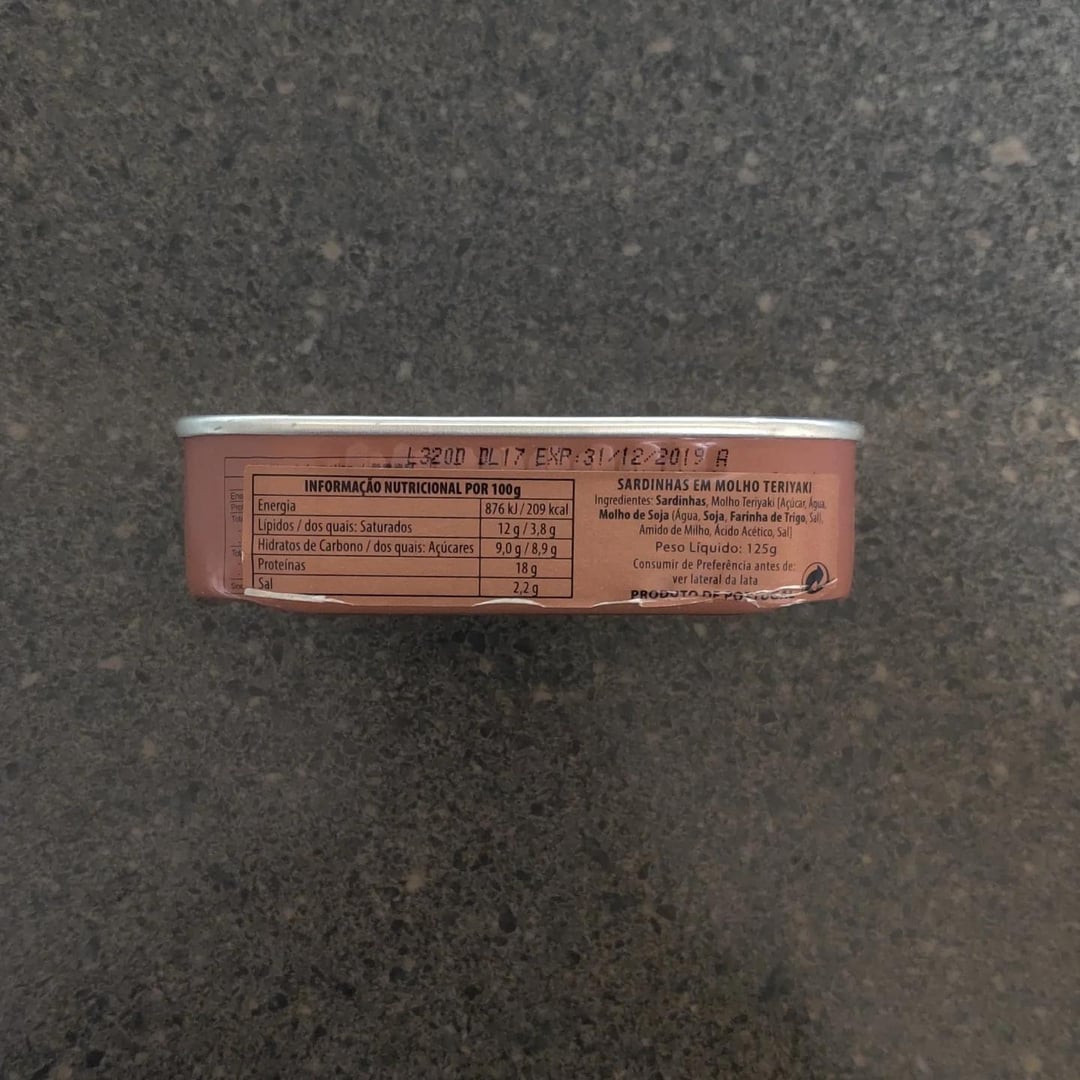 L320D DL17 EXP:31/12/2019 A
INFORMAÇÃO NUTRICIONAL POR 100g
Energia 876 kJ / 209 kcal
Lípidos / dos quais: Saturados 12 g / 3,8 g
Hidratos de Carbono / dos quais: Açúcares 9,0 g / 8,9 g
Proteínas 18 g
Sal 2,2 g
SARDINHAS EM MOLHO TERIYAKI
Ingredientes: Sardinhas, Molho Teriyaki [Açúcar, Água,
Molho de Soja (Água, Soja, Farinha de Trigo, Sal),
Amido de Milho, Ácido Acético, Sal]
Peso Líquido: 125g
Consumir de Preferência antes de:
ver lateral da lata
PRODUTO DE PORTUGAL